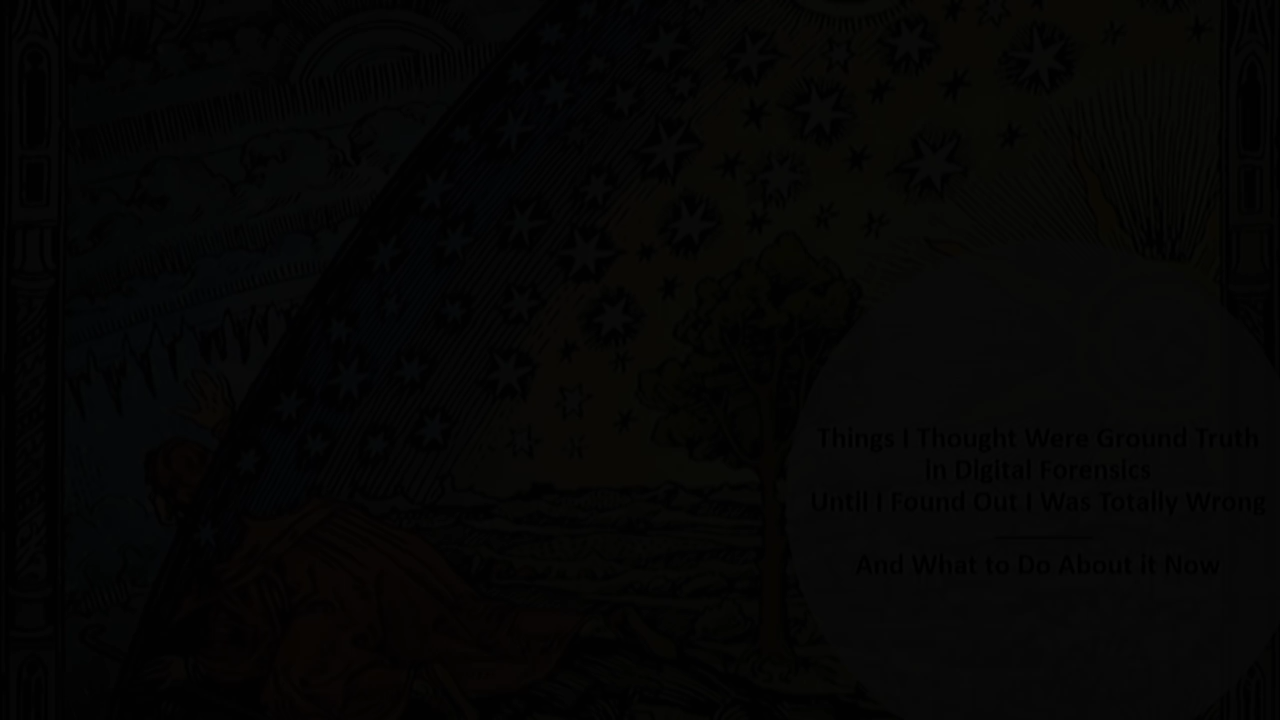 Things I Thought Were Ground Truth
in Digital Forensics
Until I Found Out I Was Totally Wrong
And What to Do About it Now